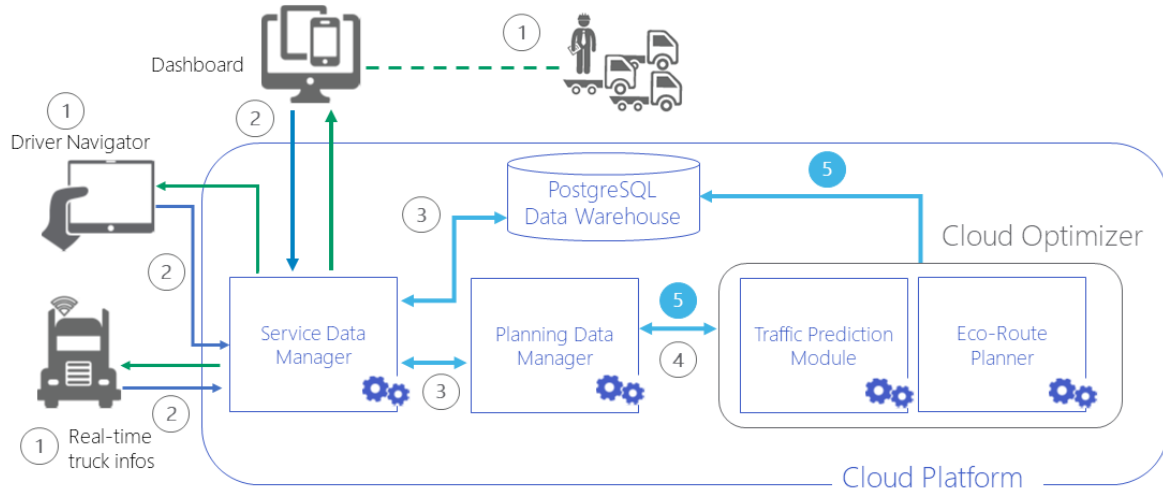 1
Dashboard
1
2
Driver Navigator
PostgreSQL
Data Warehouse
5
3
Cloud Optimizer
2
5
Service Data
Manager
Planning Data
Manager
Traffic Prediction
Module
Eco-Route
Planner
4
3
2
1
Real-time
truck infos
Cloud Platform